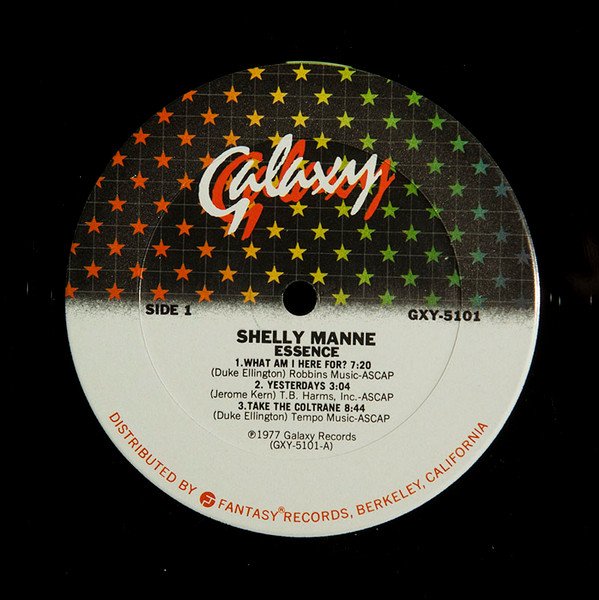 Galaxy
SIDE 1
GXY-5101
SHELLY MANNE
ESSENCE
1.WHAT AM I HERE FOR? 7:20
(Duke Ellington) Robbins Music-ASCAP
2. YESTERDAYS 3:04
(Jerome Kern) T.B. Harms, Inc.-ASCAP
3.TAKE THE COLTRANE 8:44
(Duke Ellington) Tempo Music-ASCAP
℗1977 Galaxy Records
(GXY-5101-A)
DISTRIBUTED BY FANTASY® RECORDS, BERKELEY, CALIFORNIA